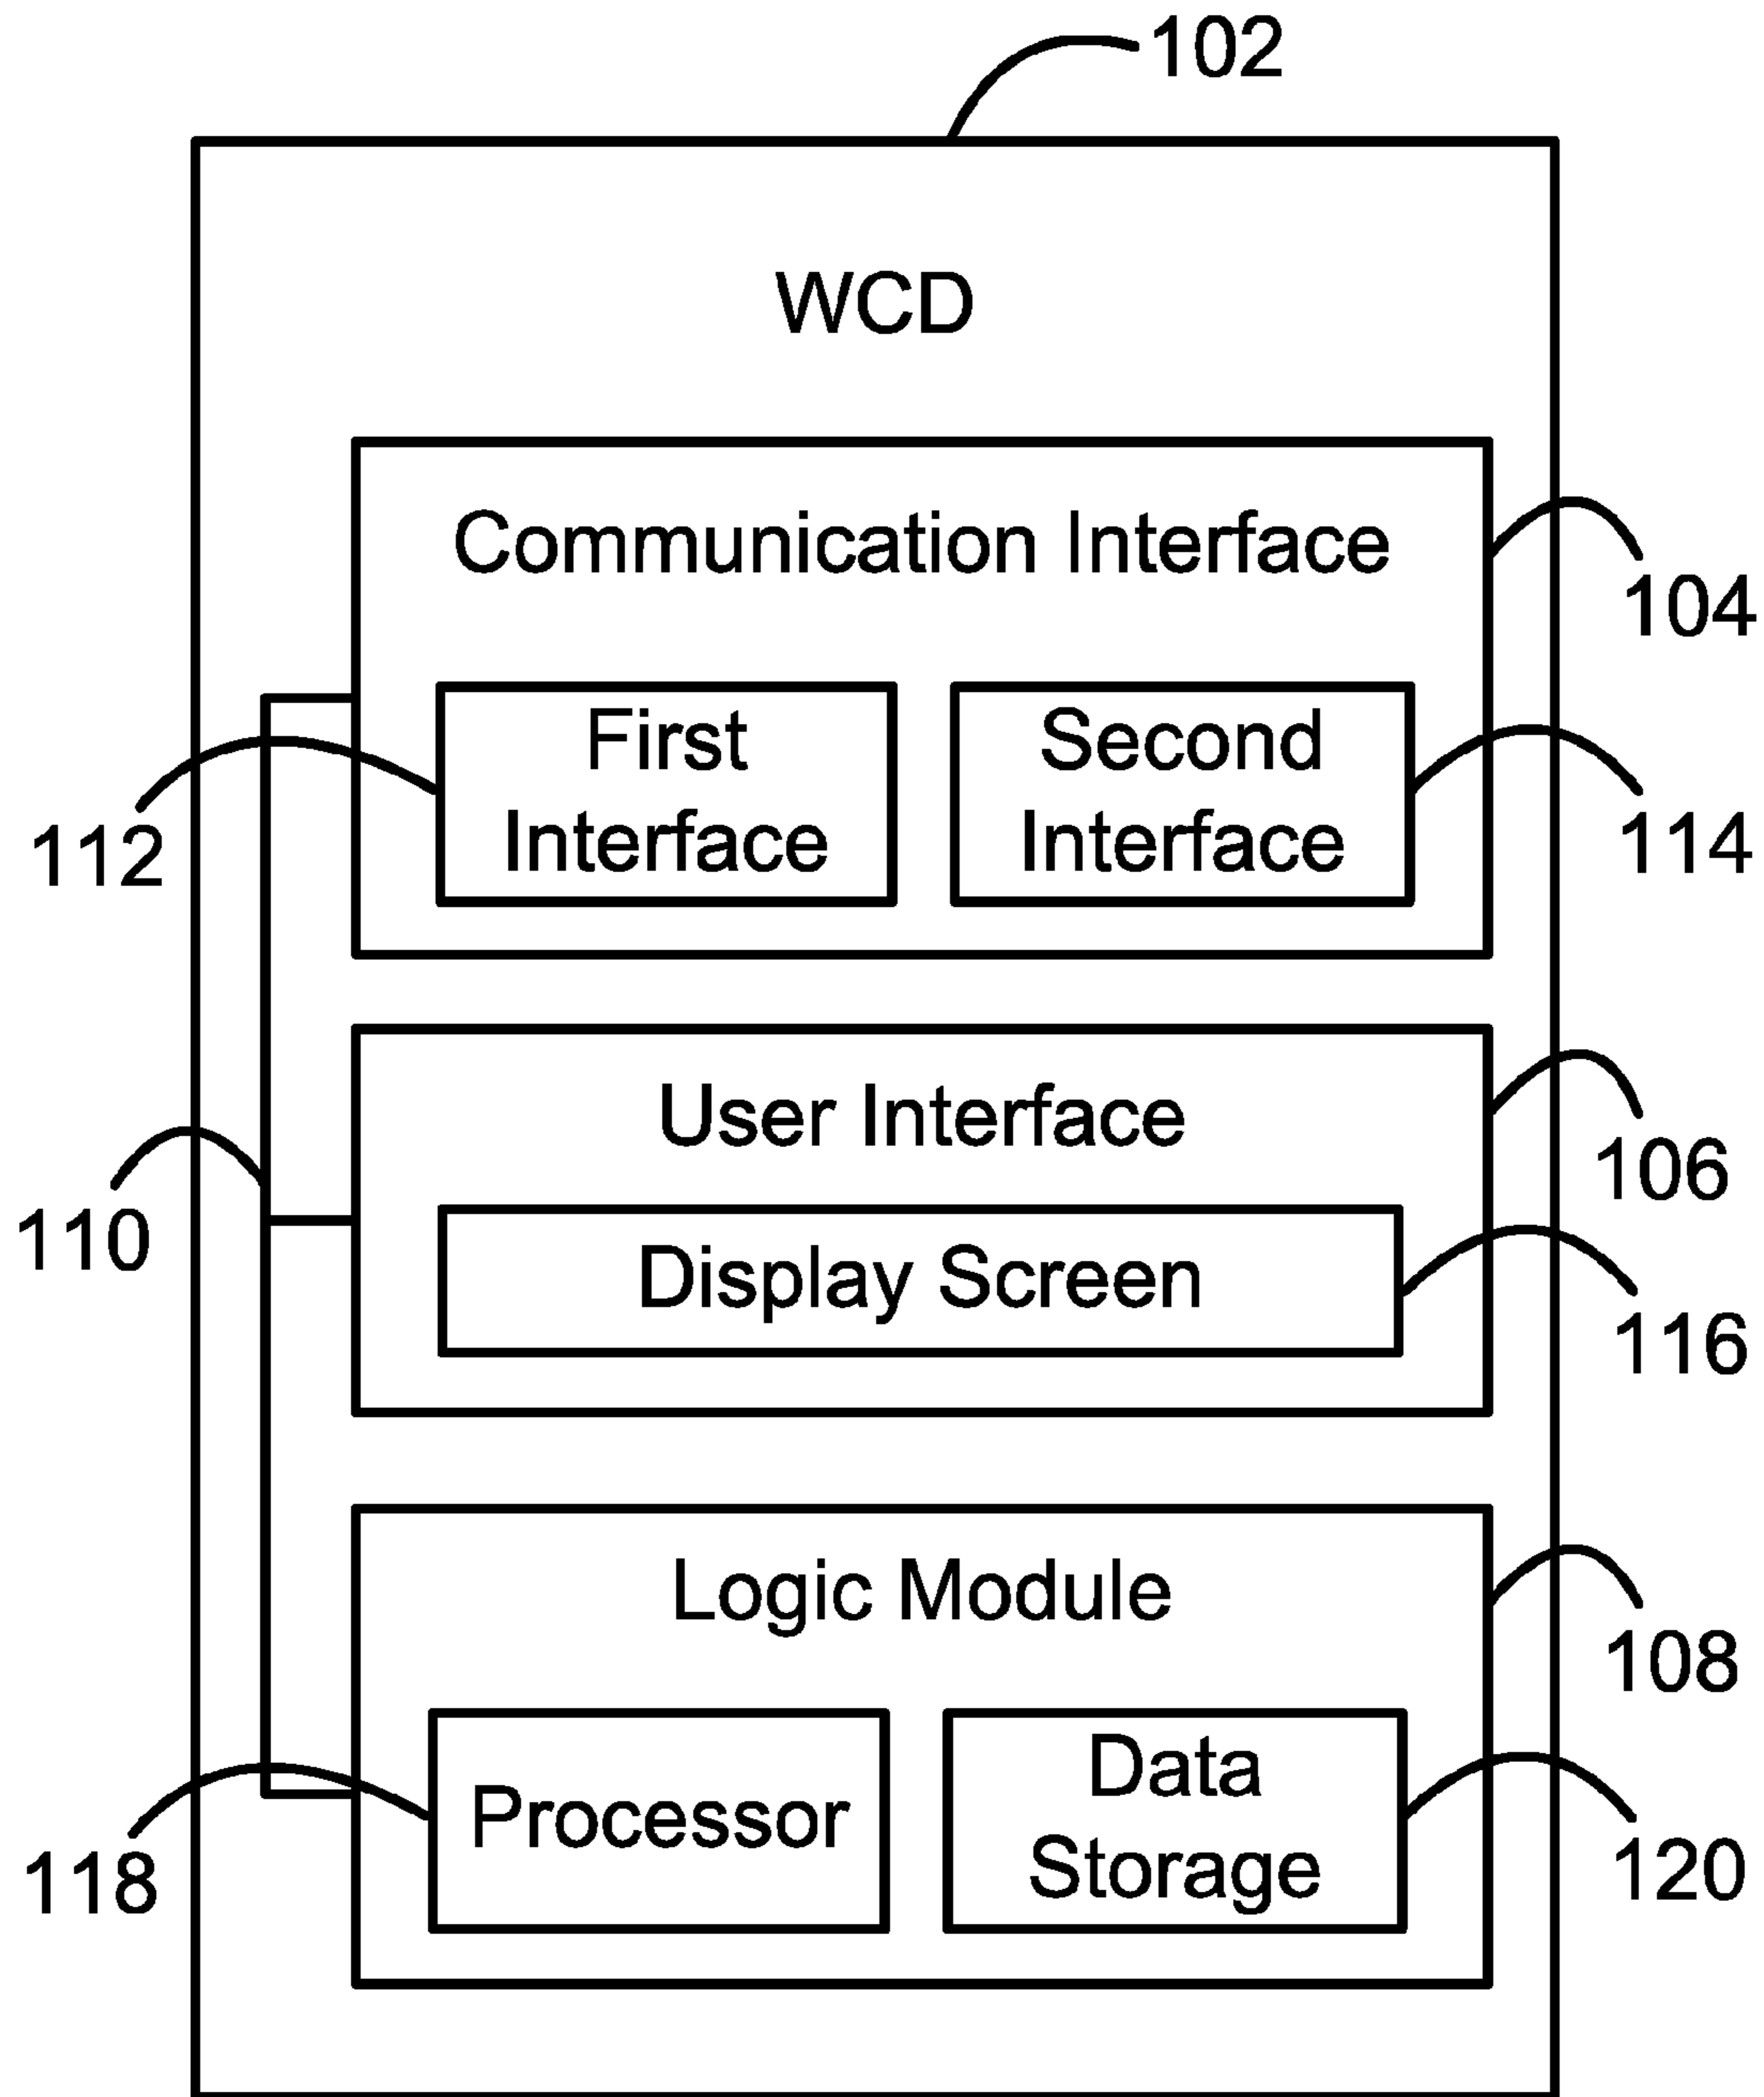 102
WCD
Communication Interface
104
First
Interface
Second
Interface
112
114
User Interface
106
110
Display Screen
116
Logic Module
108
Processor
Data
Storage
118
120